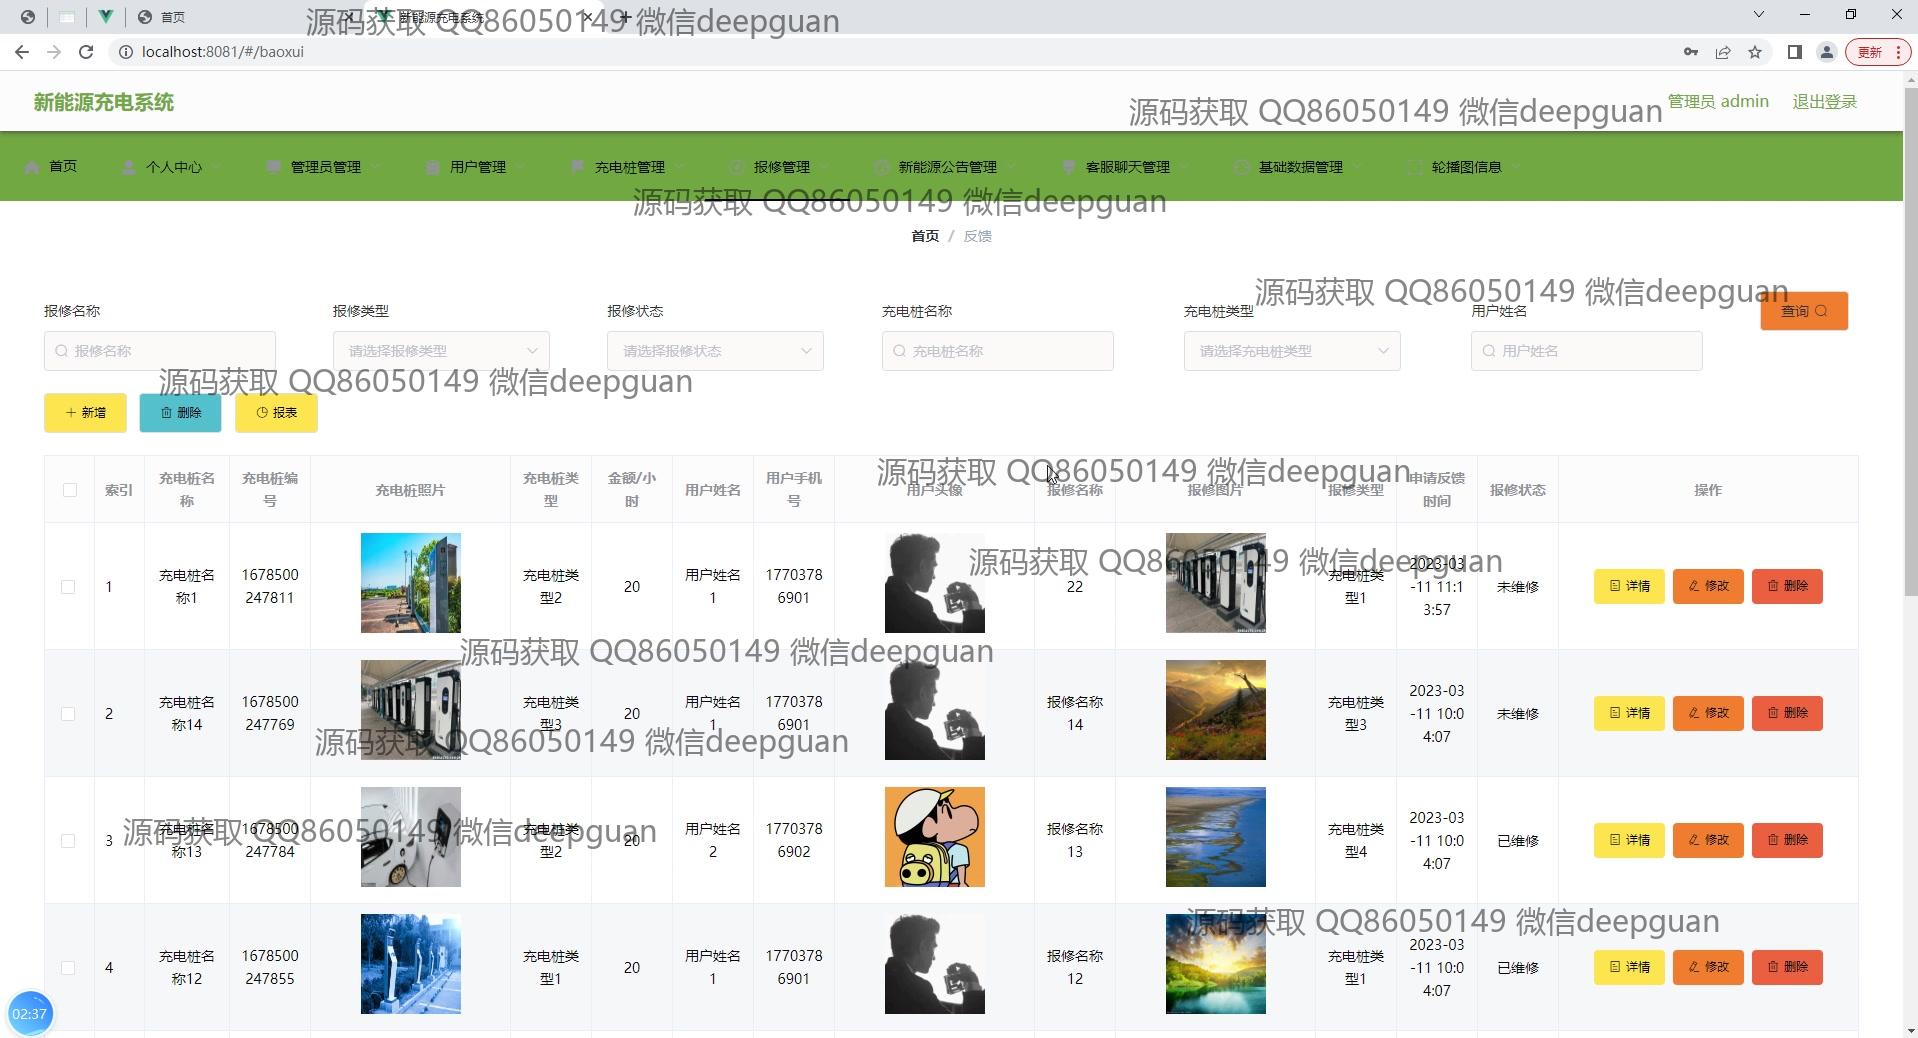 首页
新能源充电系统
源码获取 QQ86050149 微信deepguan
localhost:8081/#/baoxui
更新
新能源充电系统
源码获取 QQ86050149 微信deepguan
管理员 admin
退出登录
首页
个人中心
管理员管理
用户管理
充电桩管理
报修管理
新能源公告管理
客服聊天管理
基础数据管理
轮播图信息
源码获取 QQ86050149 微信deepguan
首页 / 反馈
源码获取 QQ86050149 微信deepguan
报修名称
报修类型
报修状态
充电桩名称
充电桩类型
用户姓名
查询
报修名称
请选择报修类型
请选择报修状态
充电桩名称
请选择充电桩类型
用户姓名
源码获取 QQ86050149 微信deepguan
新增
删除
报表
源码获取 QQ86050149 微信deepguan
索引
充电桩名
称
充电桩编
号
充电桩照片
充电桩类
型
金额/小
时
用户姓名
用户手机
号
用户头像
报修名称
报修图片
报修类型
申请反馈
时间
报修状态
操作
源码获取 QQ86050149 微信deepguan
1
充电桩名
称1
1678500
247811
充电桩类
型2
20
用户姓名
1
1770378
6901
22
充电桩类
型1
2023-03
-11 11:1
3:57
未维修
详情
修改
删除
源码获取 QQ86050149 微信deepguan
2
充电桩名
称14
1678500
247769
充电桩类
型3
20
用户姓名
1
1770378
6901
报修名称
14
充电桩类
型3
2023-03
-11 10:0
4:07
未维修
详情
修改
删除
源码获取 QQ86050149 微信deepguan
源码获取 QQ86050149 微信deepguan
3
充电桩名
称13
1678500
247784
充电桩类
型2
20
用户姓名
2
1770378
6902
报修名称
13
充电桩类
型4
2023-03
-11 10:0
4:07
已维修
详情
修改
删除
源码获取 QQ86050149 微信deepguan
4
充电桩名
称12
1678500
247855
充电桩类
型1
20
用户姓名
1
1770378
6901
报修名称
12
充电桩类
型1
2023-03
-11 10:0
4:07
已维修
详情
修改
删除
02:37